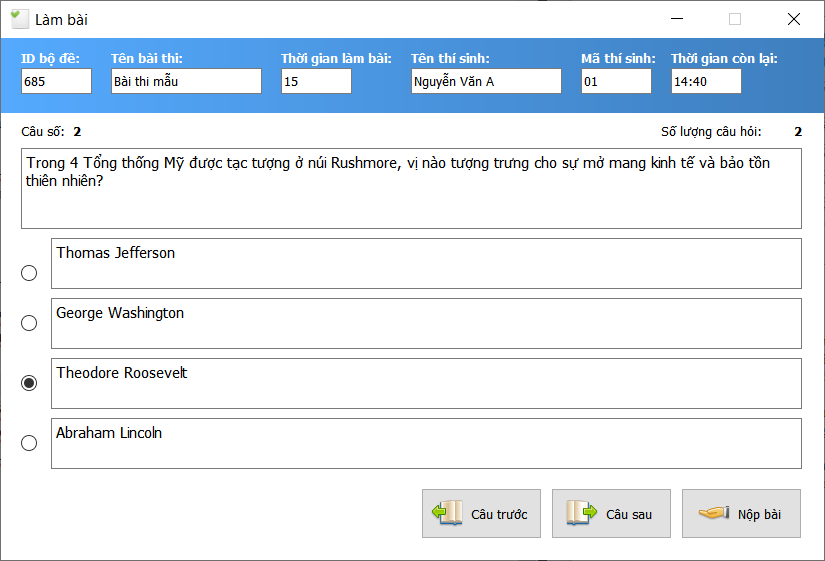 Làm bài
ID bộ đề: Tên bài thi: Thời gian làm bài: Tên thí sinh: Mã thí sinh: Thời gian còn lại:
685 Bài thi mẫu 15 Nguyễn Văn A 01 14:40
Câu số: 2 Số lượng câu hỏi: 2
Trong 4 Tổng thống Mỹ được tạc tượng ở núi Rushmore, vị nào tượng trưng cho sự mở mang kinh tế và bảo tồn
thiên nhiên?
Thomas Jefferson
George Washington
Theodore Roosevelt
Abraham Lincoln
Câu trước Câu sau Nộp bài